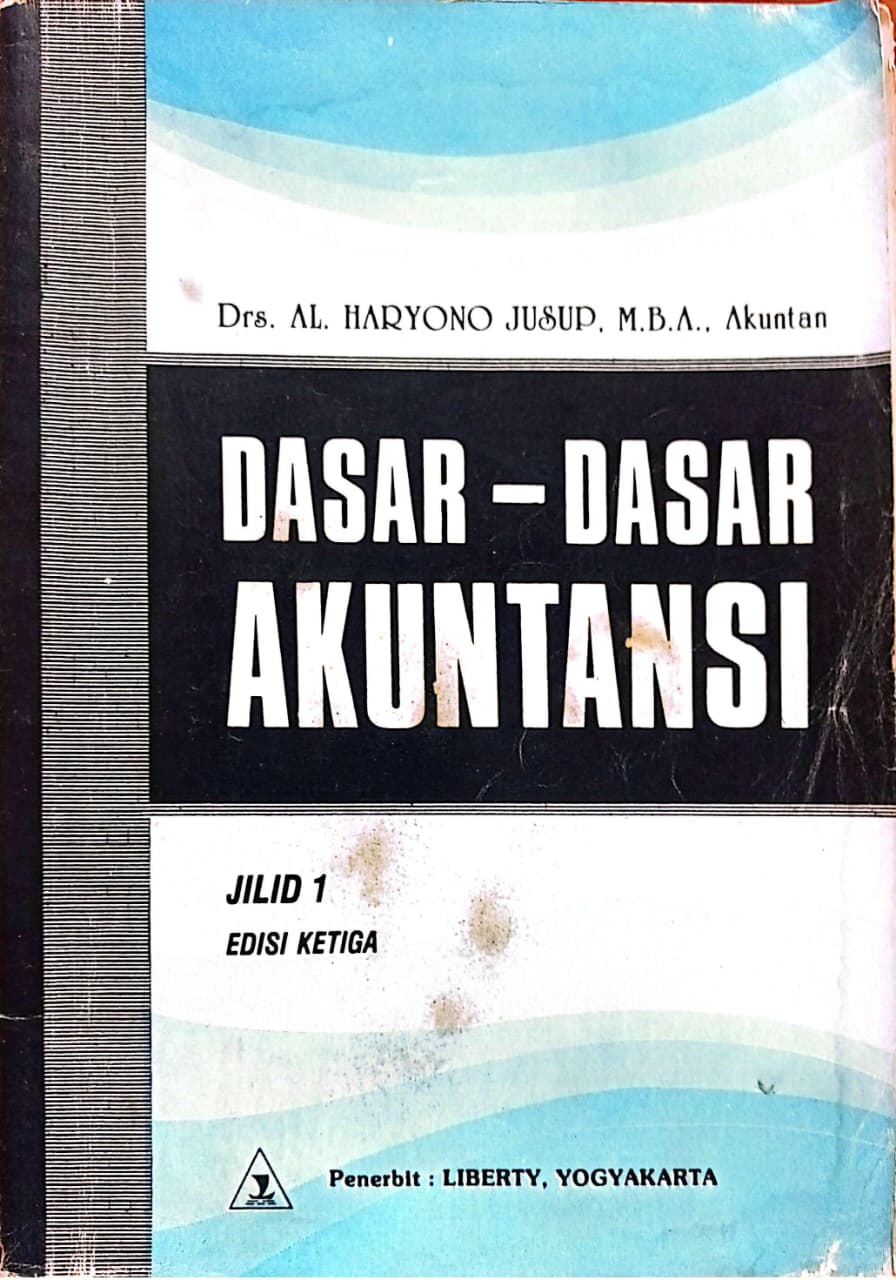 Drs. AL. HARYONO JUSUP, M.B.A., Akuntan
DASAR - DASAR
AKUNTANSI
JILID 1
EDISI KETIGA
Penerbit : LIBERTY, YOGYAKARTA